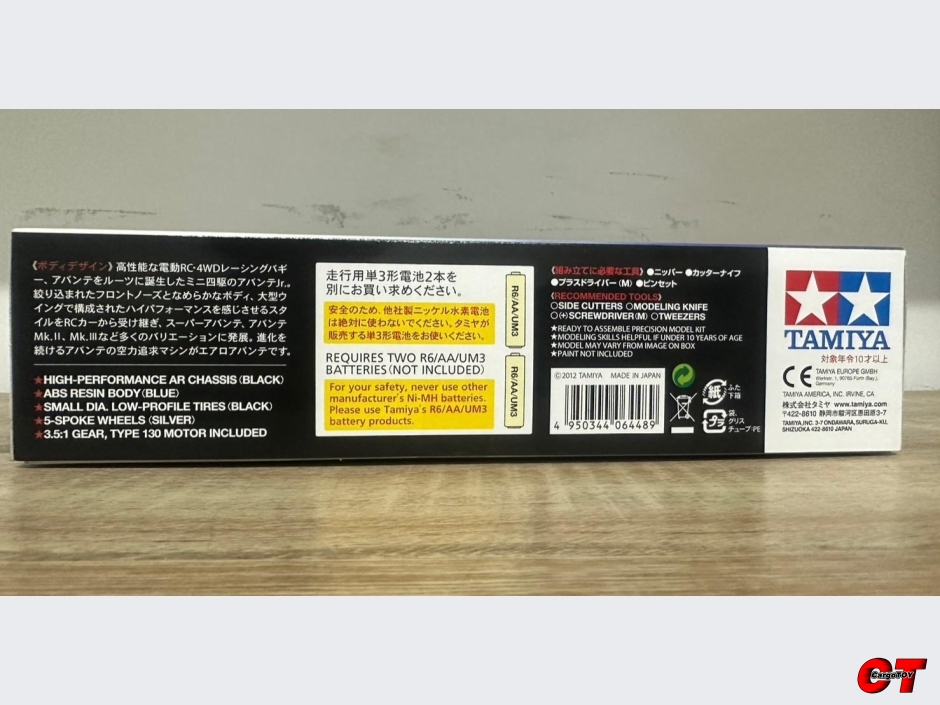 《ボディデザイン》高性能な電動RC・4WDレーシングバギ
ー、アバンテをルーツに誕生したミニ四駆のアバンテJr.。
絞り込まれたフロントノーズとなめらかなボディ、大型ウ
イングで構成されたハイパフォーマンスを感じさせるスタ
イルをRCカーから受け継ぎ、スーパーアバンテ、アバンテ
Mk.II、Mk.IIIなど多くのバリエーションに発展。進化を
続けるアバンテの空力追求マシンがエアロアバンテです。
★HIGH-PERFORMANCE AR CHASSIS (BLACK)
★ABS RESIN BODY (BLUE)
★SMALL DIA. LOW-PROFILE TIRES (BLACK)
★5-SPOKE WHEELS (SILVER)
★3.5:1 GEAR, TYPE 130 MOTOR INCLUDED
走行用単3形電池2本を
別にお買い求めください。
安全のため、他社製ニッケル水素電池
は絶対に使わないでください。タミヤが
販売する単3形電池をお使いください。
REQUIRES TWO R6/AA/UM3
BATTERIES (NOT INCLUDED)
For your safety, never use other
manufacturer's Ni-MH batteries.
Please use Tamiya's R6/AA/UM3
battery products.
R6/AA/UM3
R6/AA/UM3
《組み立てに必要な工具》●ニッパー ●カッターナイフ
●プラスドライバー (M) ●ピンセット
《RECOMMENDED TOOLS》
○SIDE CUTTERS ○MODELING KNIFE
○(+)SCREWDRIVER(M) ○TWEEZERS
★READY TO ASSEMBLE PRECISION MODEL KIT
★MODELING SKILLS HELPFUL IF UNDER 10 YEARS OF AGE
★MODEL MAY VARY FROM IMAGE ON BOX
★PAINT NOT INCLUDED
©2012 TAMIYA MADE IN JAPAN
4 950344 064489
紙
ふた
下箱
プラ
袋、
グリス
チューブ:PE
TAMIYA
対象年令10才以上
CE
TAMIYA EUROPE GMBH
Werkstr. 1, 90765 Fürth (Bay.),
Germany
TAMIYA AMERICA, INC. IRVINE, CA
株式会社タミヤ www.tamiya.com
〒422-8610 静岡市駿河区恩田原3-7
TAMIYA, INC. 3-7 ONDAWARA, SURUGA-KU,
SHIZUOKA 422-8610 JAPAN
CT
CargoTOY